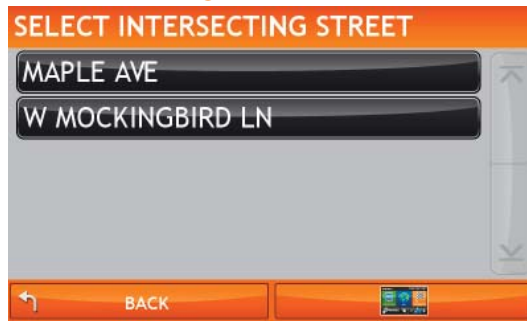 SELECT INTERSECTING STREET
MAPLE AVE
W MOCKINGBIRD LN
BACK